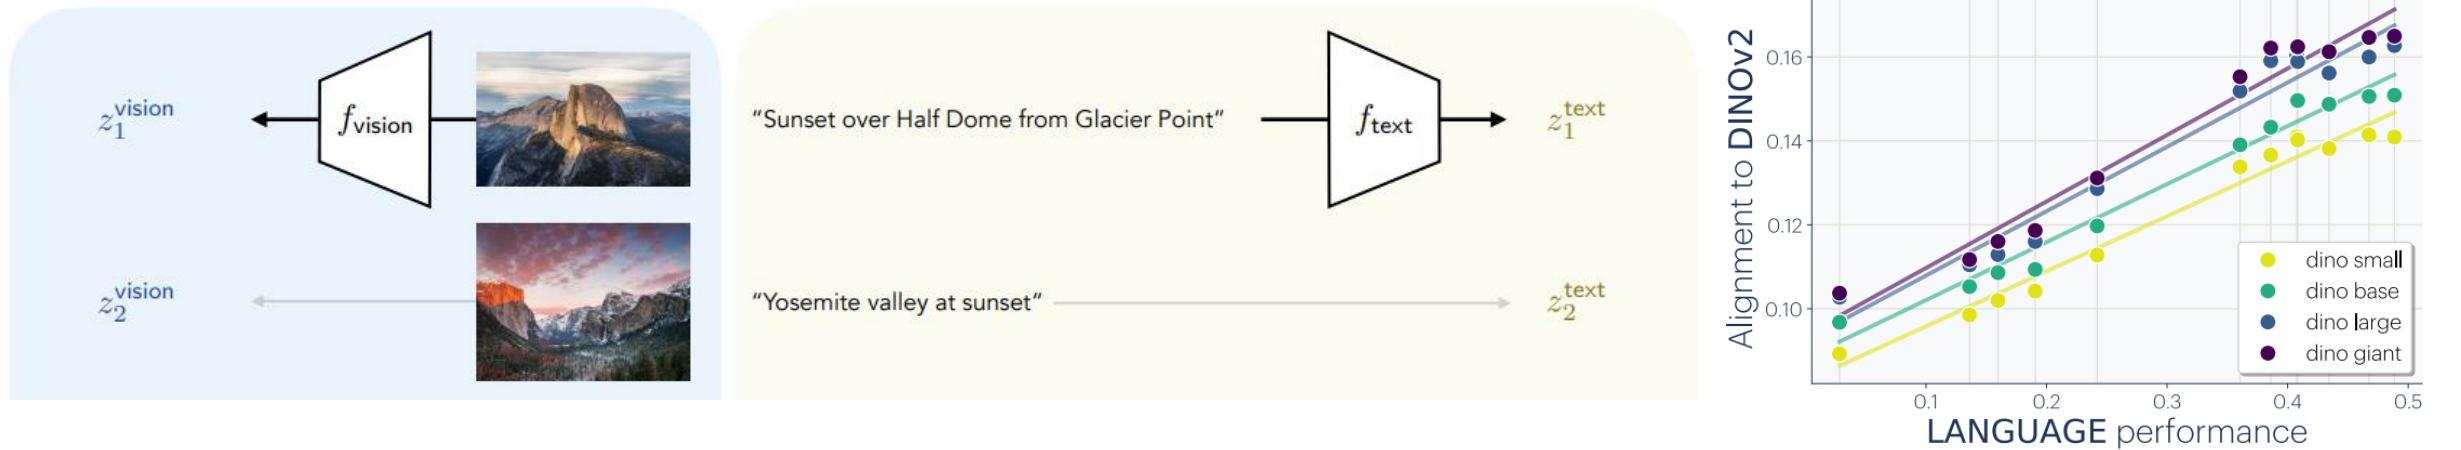 z₁^vision
f_vision
"Sunset over Half Dome from Glacier Point"
f_text
z₁^text
z₂^vision
"Yosemite valley at sunset"
z₂^text
Alignment to DINOv2
0.16
0.14
0.12
0.10
dino small
dino base
dino large
dino giant
0.1 0.2 0.3 0.4 0.5
LANGUAGE performance